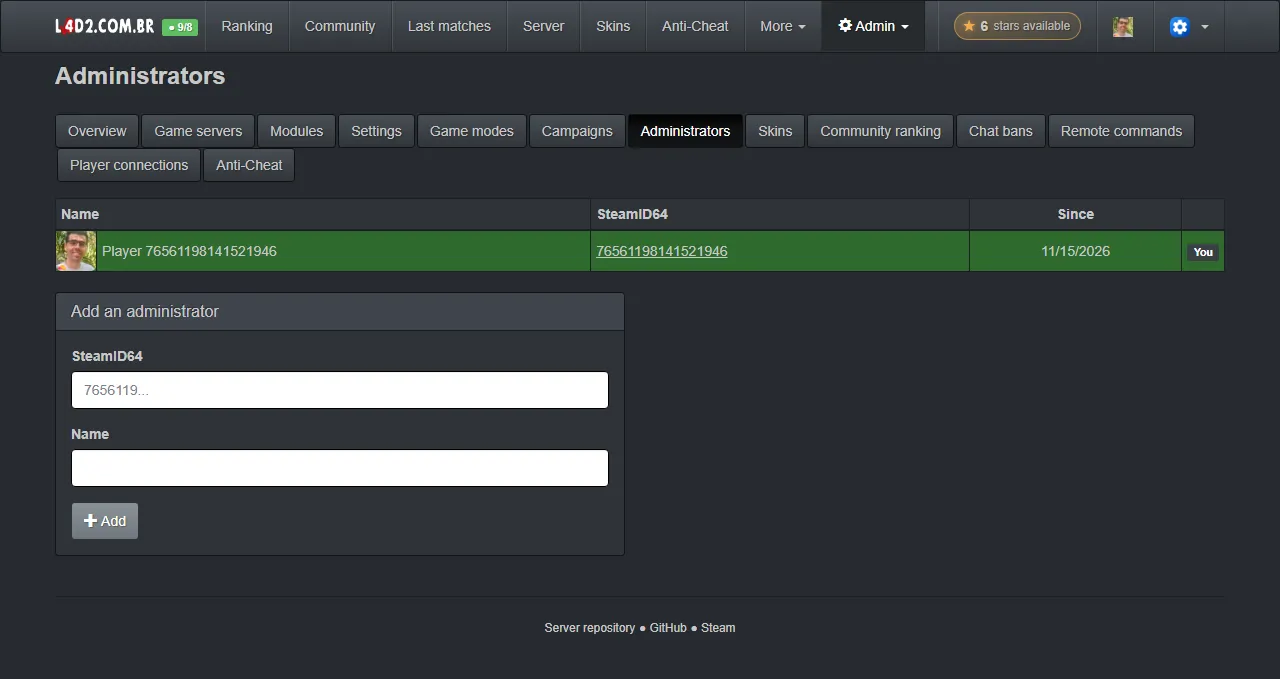 L4D2.COM.BR 9/8 Ranking Community Last matches Server Skins Anti-Cheat More Admin 6 stars available
Administrators
Overview Game servers Modules Settings Game modes Campaigns Administrators Skins Community ranking Chat bans Remote commands
Player connections Anti-Cheat
Name SteamID64 Since
Player 76561198141521946 76561198141521946 11/15/2026 You
Add an administrator
SteamID64
7656119...
Name
Add
Server repository ● GitHub ● Steam